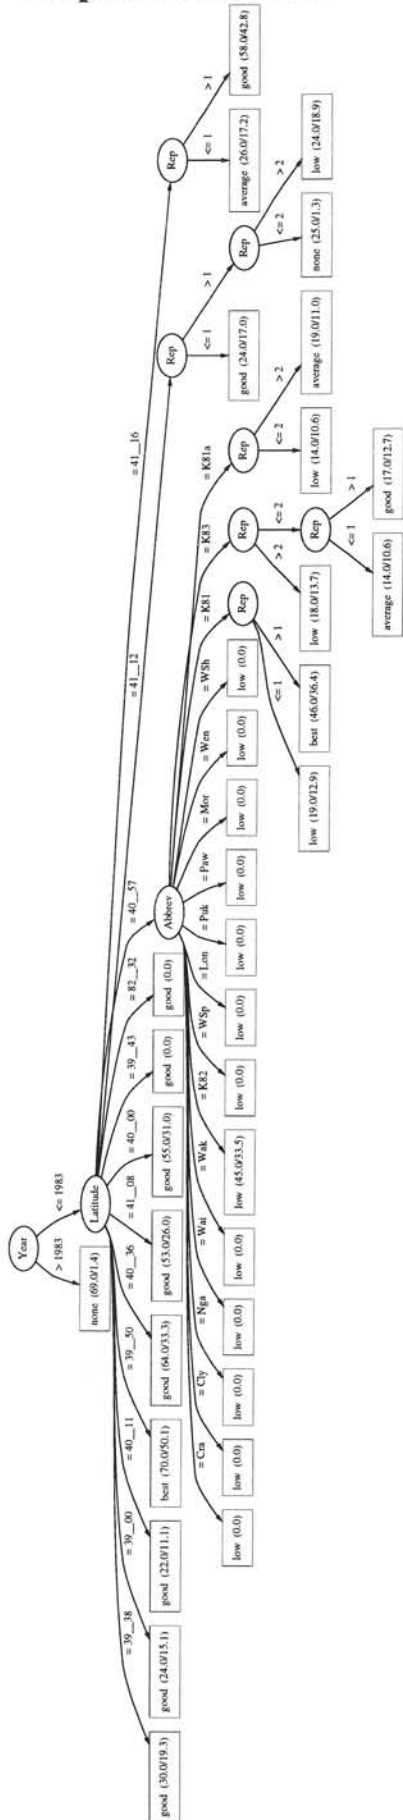 Year
<= 1983
> 1983
Latitude
none (69.0/1.4)
= 39__38
= 39__00
= 40__11
= 39__50
= 40__36
= 41__08
= 40__00
= 39__43
= 82__32
= 40__57
= 41__12
= 41__16
good (30.0/19.3)
good (24.0/15.1)
good (22.0/11.1)
best (70.0/50.1)
good (64.0/33.3)
good (53.0/26.0)
good (55.0/31.0)
good (0.0)
good (0.0)
Abbrev
Rep
Rep
= Cra
= Cly
= Nga
= Wai
= Wak
= K82
= WSp
= Lon
= Puk
= Paw
= Mor
= Wen
= WSh
= K81
= K83
= K81a
<= 1
> 1
<= 1
> 1
low (0.0)
low (0.0)
low (0.0)
low (0.0)
low (0.0)
low (45.0/33.5)
low (0.0)
low (0.0)
low (0.0)
low (0.0)
low (0.0)
low (0.0)
low (0.0)
Rep
Rep
Rep
good (24.0/17.0)
Rep
average (26.0/17.2)
good (58.0/42.8)
<= 1
> 1
> 2
<= 2
<= 2
> 2
<= 2
> 2
low (19.0/12.9)
best (46.0/36.4)
low (18.0/13.7)
Rep
low (14.0/10.6)
average (19.0/11.0)
none (25.0/1.3)
low (24.0/18.9)
<= 1
> 1
average (14.0/10.6)
good (17.0/12.7)